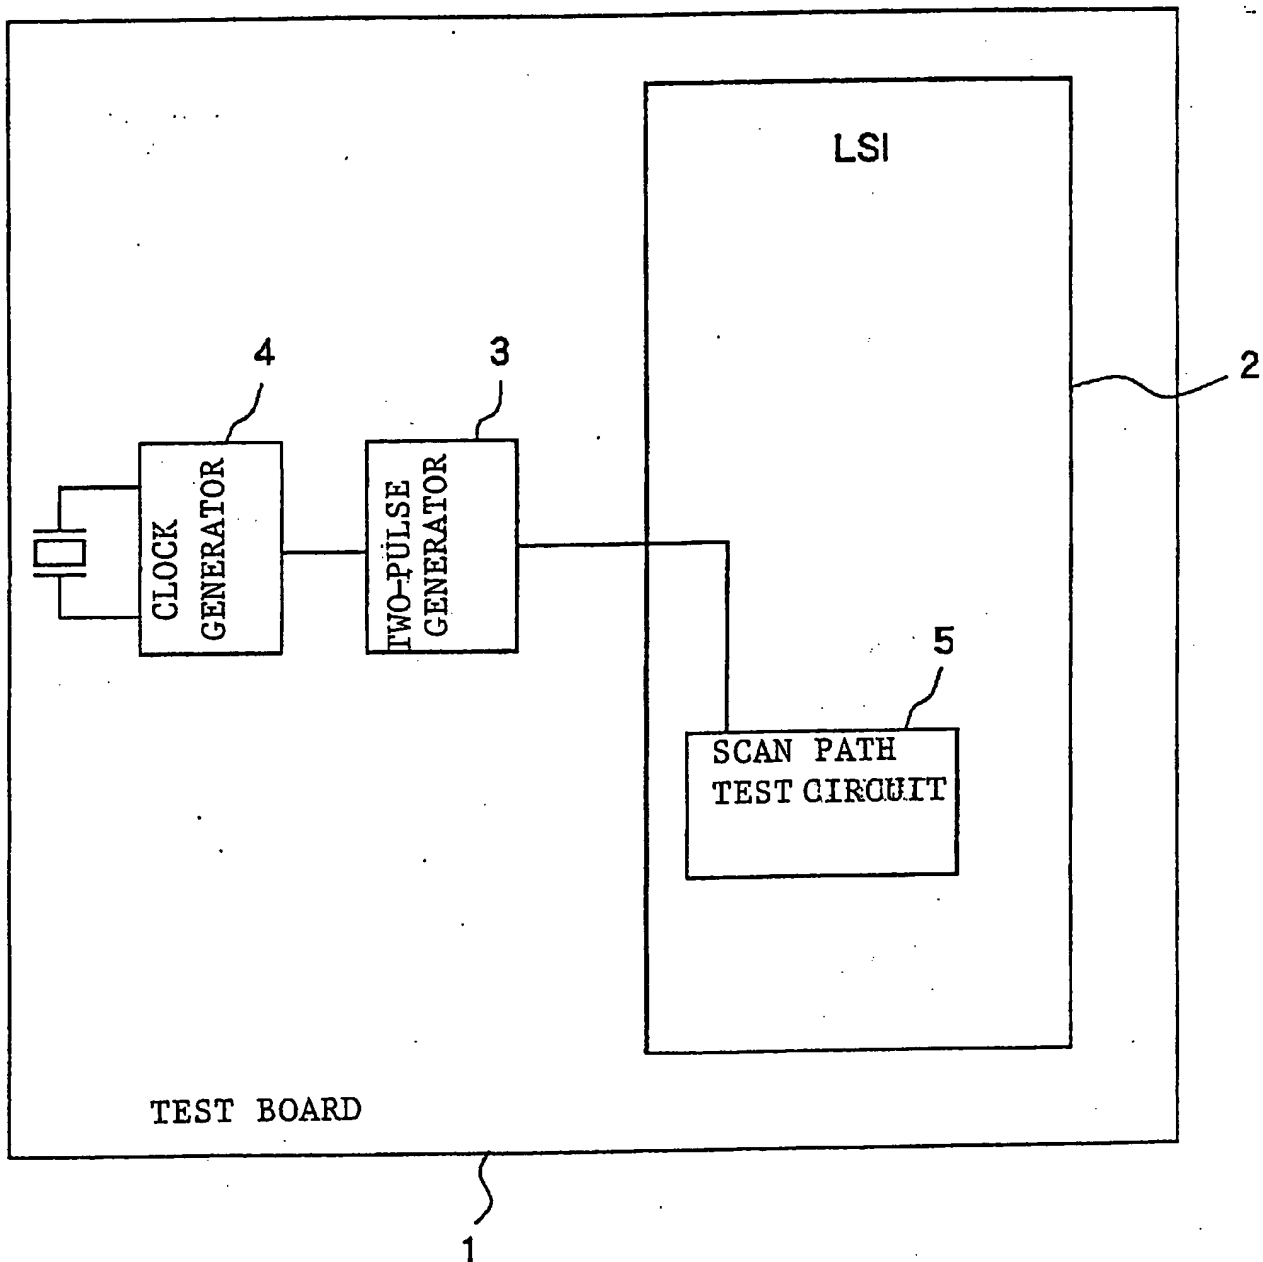 LSI
4
3
2
CLOCK
GENERATOR
TWO-PULSE
GENERATOR
5
SCAN PATH
TEST CIRCUIT
TEST BOARD
1